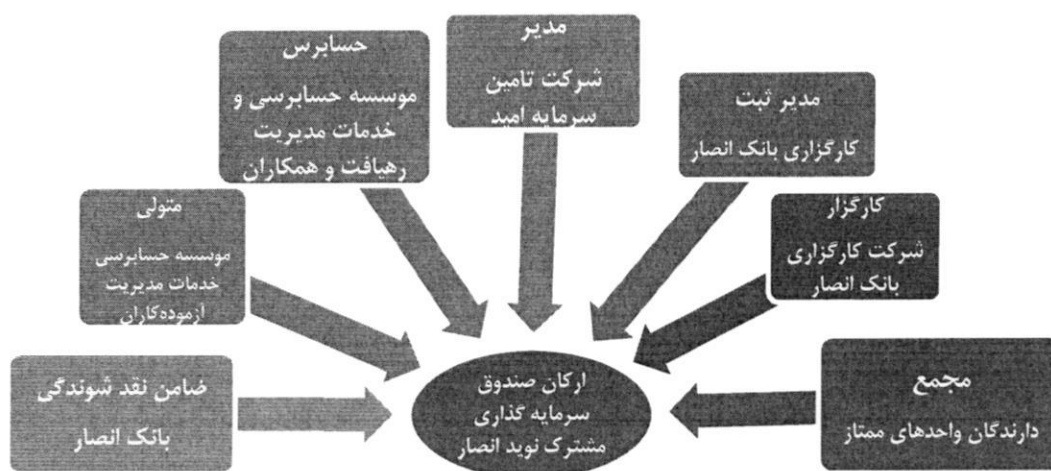 مدیر
شرکت تامین
سرمایه امید
حسابرس
موسسه حسابرسی و
خدمات مدیریت
رهیافت و همکاران
مدیر ثبت
کارگزاری بانک انصار
متولی
موسسه حسابرسی
خدمات مدیریت
آزموده‌کاران
کارگزار
شرکت کارگزاری
بانک انصار
ضامن نقد شوندگی
بانک انصار
مجمع
دارندگان واحدهای ممتاز
ارکان صندوق
سرمایه گذاری
مشترک نوید انصار